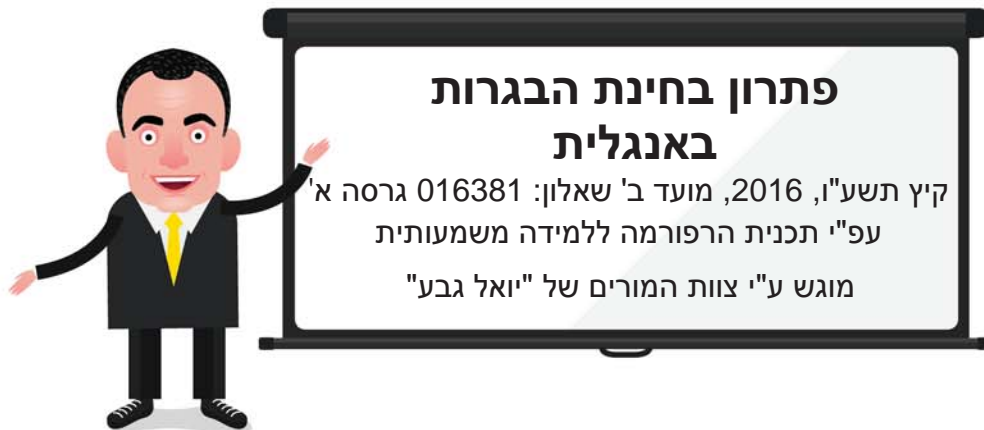 פתרון בחינת הבגרות
באנגלית
קיץ תשע"ו, 2016, מועד ב' שאלון: 016381 גרסה א'
עפ"י תכנית הרפורמה ללמידה משמעותית
מוגש ע"י צוות המורים של "יואל גבע"